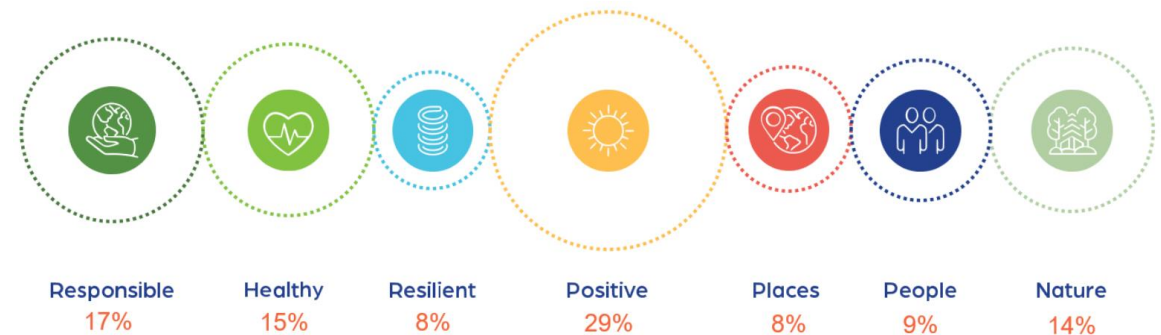 Responsible Healthy Resilient Positive Places People Nature
17% 15% 8% 29% 8% 9% 14%